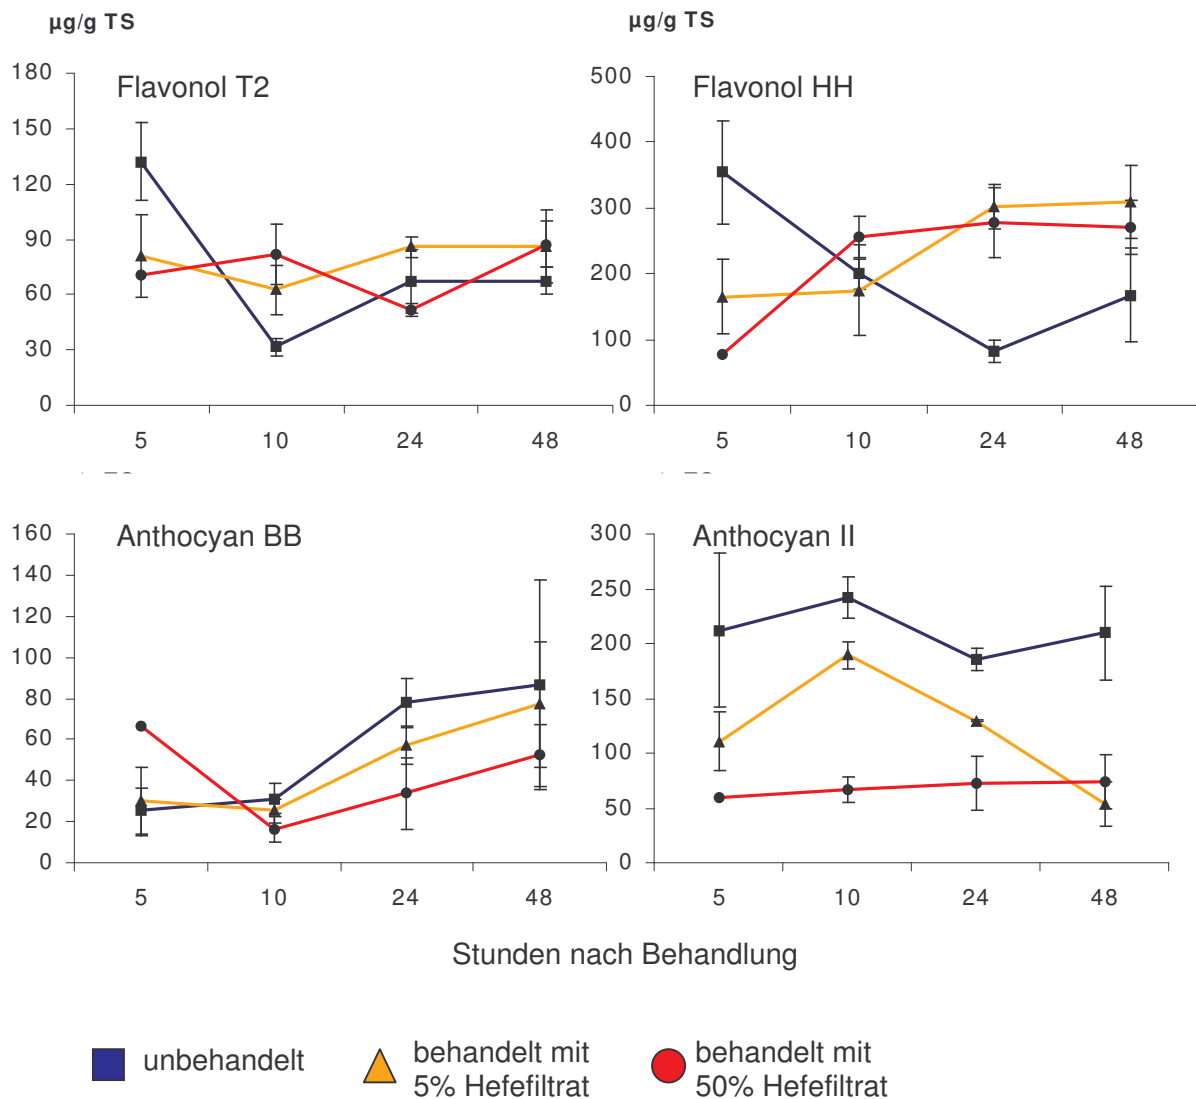 µg/g TS
µg/g TS
Flavonol T2
180
150
120
90
60
30
0
5 10 24 48
Flavonol HH
500
400
300
200
100
0
5 10 24 48
Anthocyan BB
160
140
120
100
80
60
40
20
0
5 10 24 48
Anthocyan II
300
250
200
150
100
50
0
5 10 24 48
Stunden nach Behandlung
unbehandelt
behandelt mit
5% Hefefiltrat
behandelt mit
50% Hefefiltrat